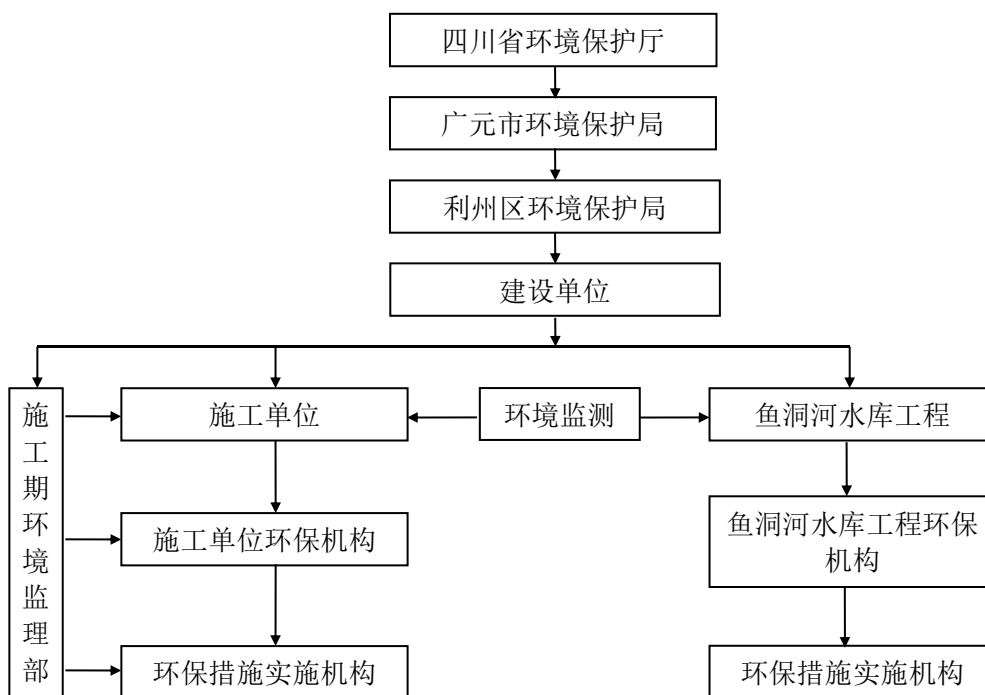 四川省环境保护厅
广元市环境保护局
利州区环境保护局
建设单位
施工期环境监理部
施工单位
环境监测
鱼洞河水库工程
施工单位环保机构
鱼洞河水库工程环保
机构
环保措施实施机构
环保措施实施机构